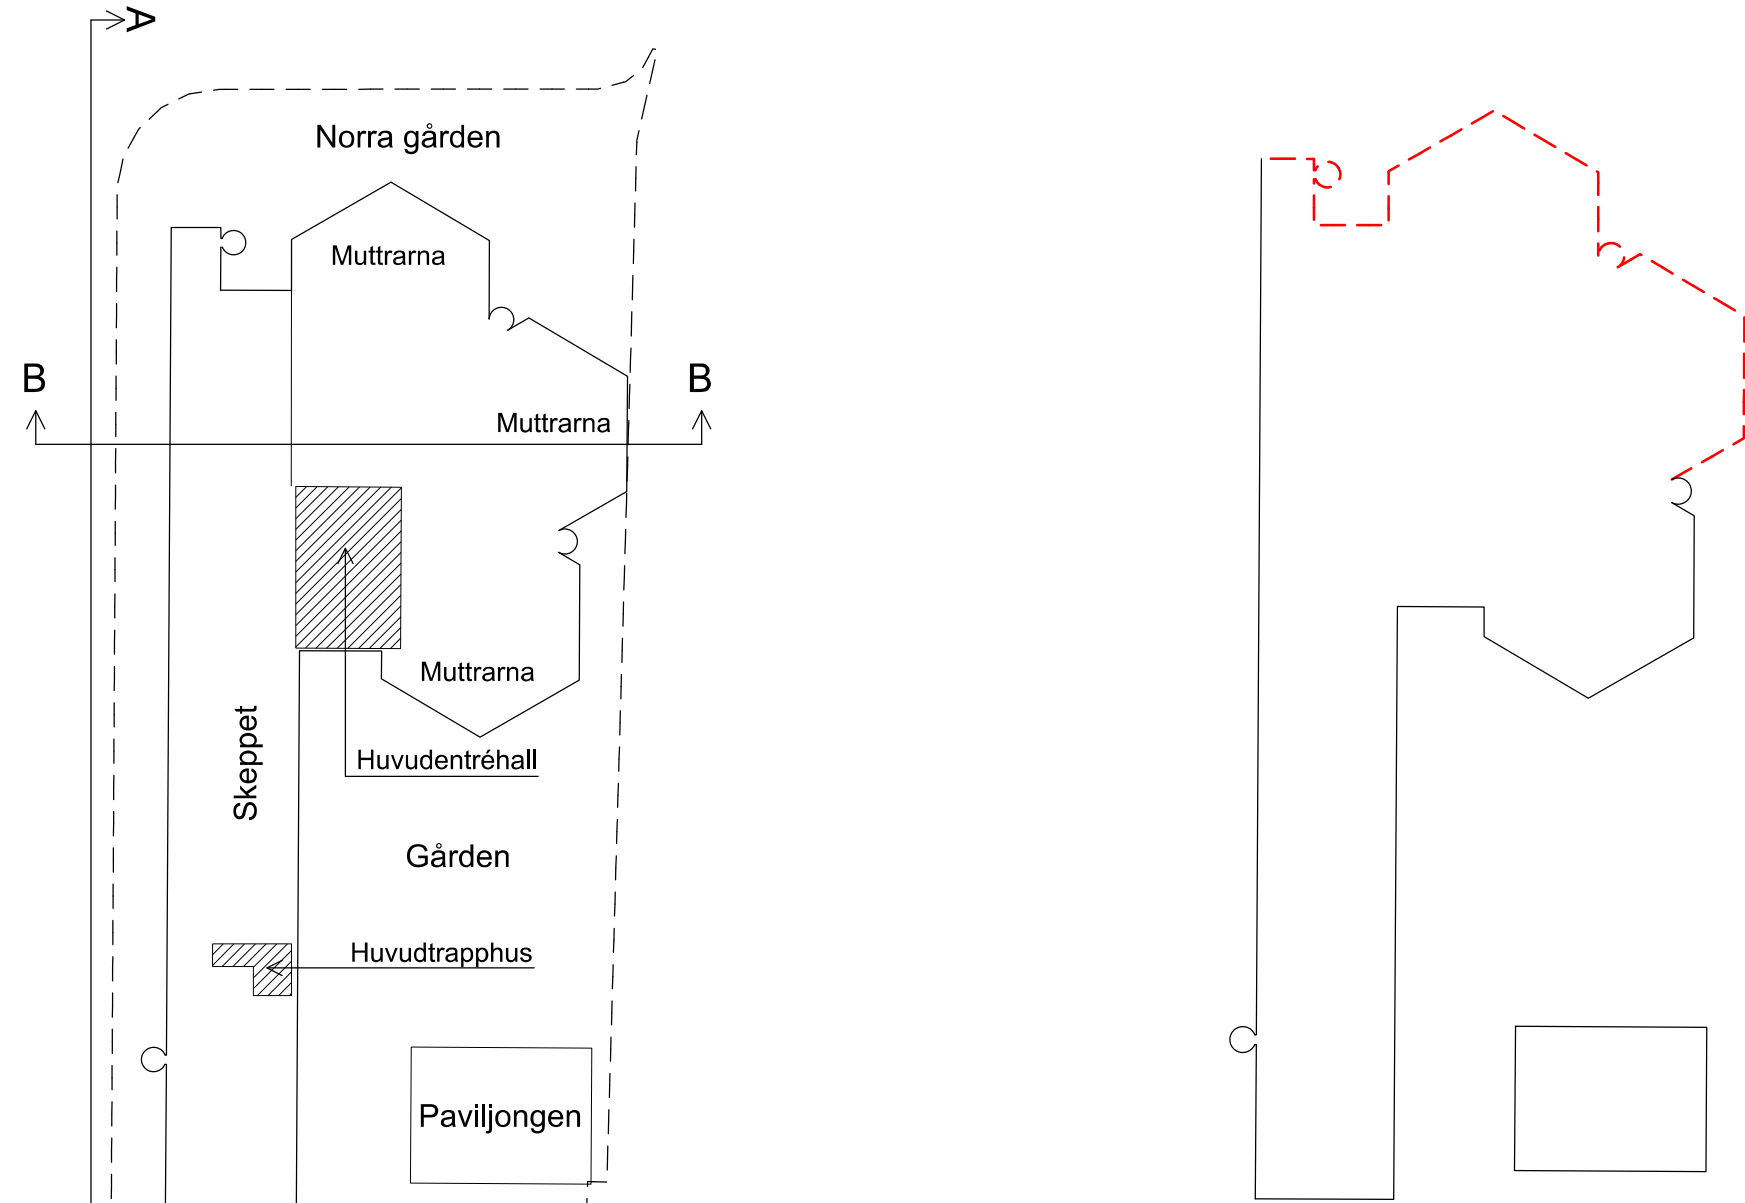 A
Norra gården
Muttrarna
B
B
Muttrarna
Muttrarna
Skeppet
Huvudentréhall
Gården
Huvudtrapphus
Paviljongen